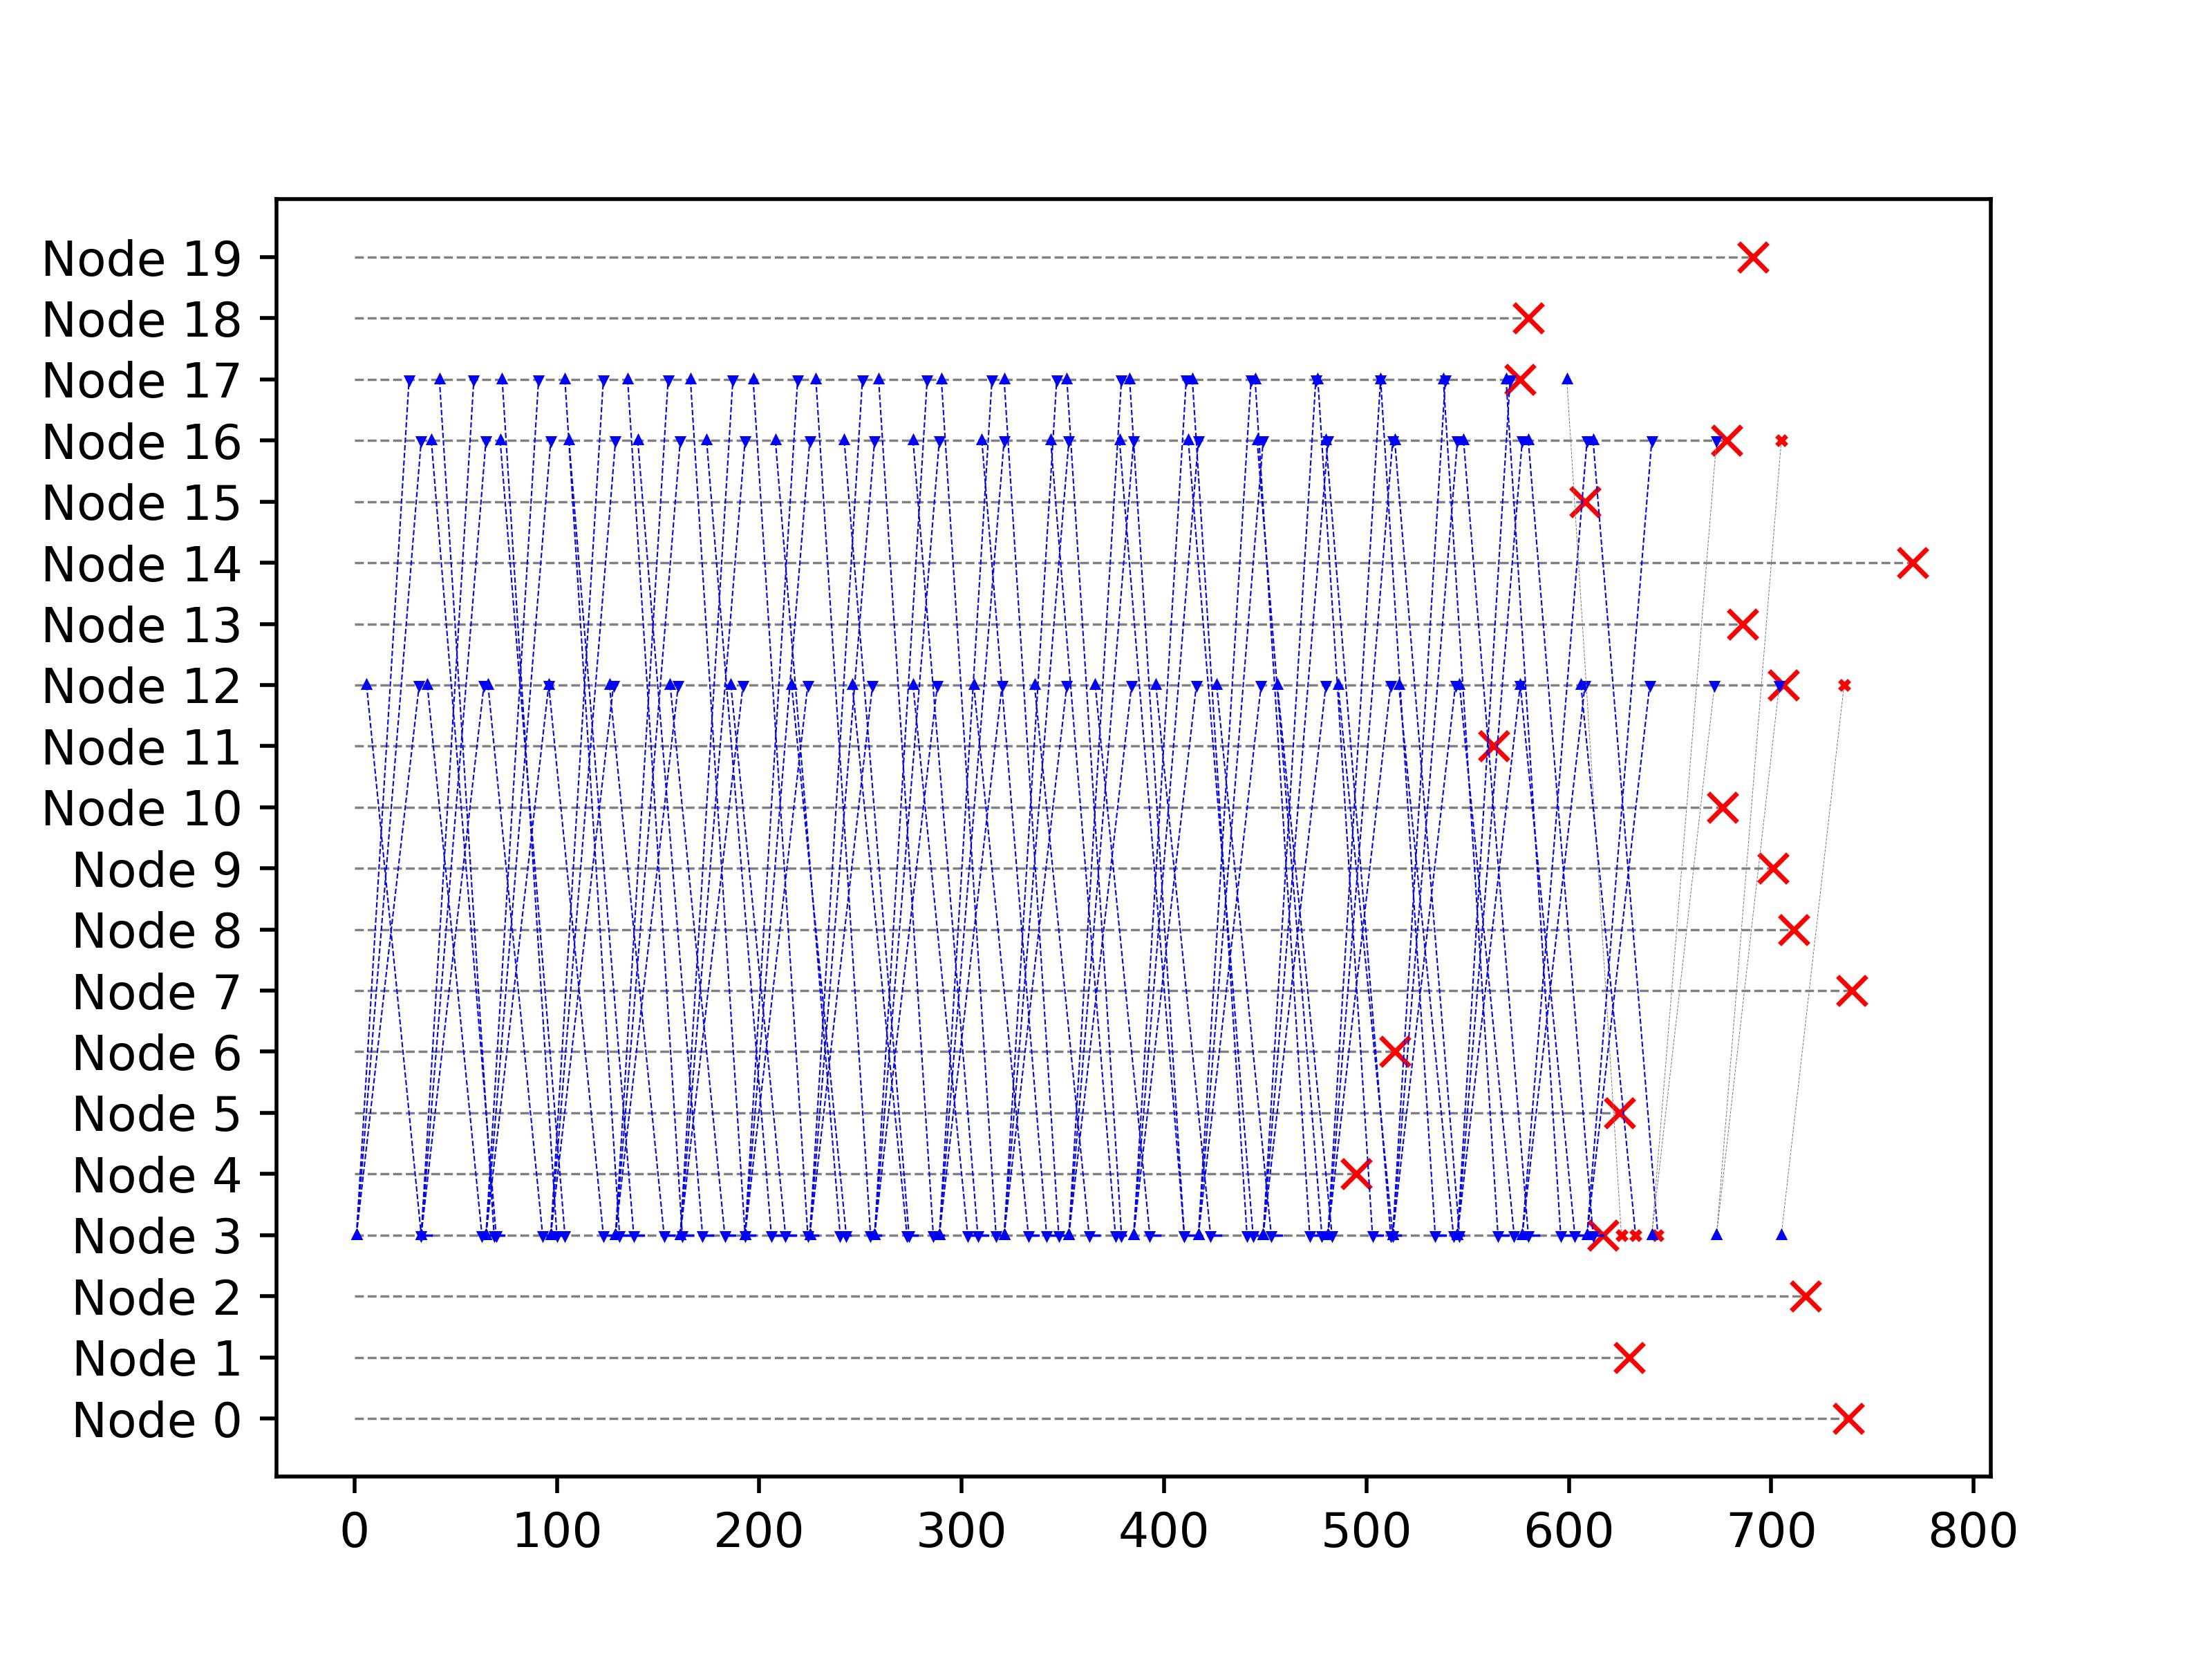 Node 19
Node 18
Node 17
Node 16
Node 15
Node 14
Node 13
Node 12
Node 11
Node 10
Node 9
Node 8
Node 7
Node 6
Node 5
Node 4
Node 3
Node 2
Node 1
Node 0
0 100 200 300 400 500 600 700 800